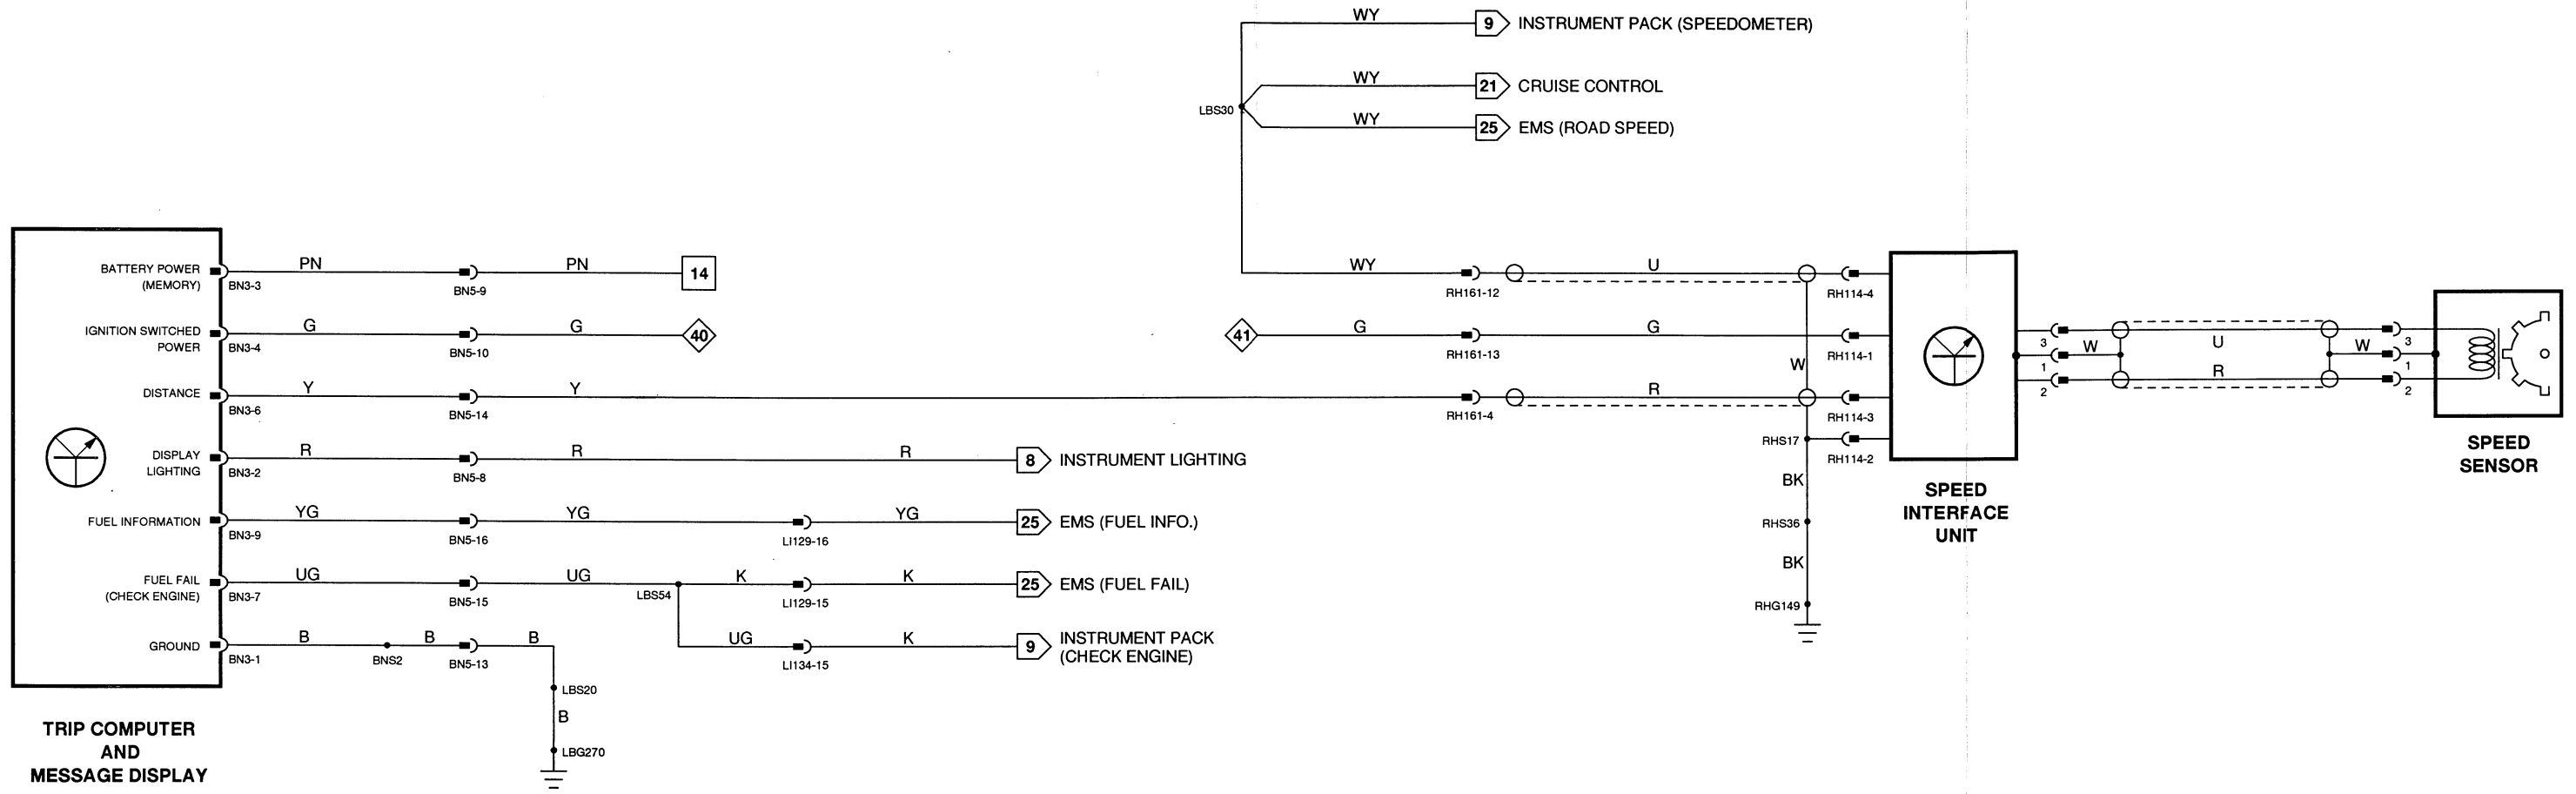 WY
9 INSTRUMENT PACK (SPEEDOMETER)
WY
21 CRUISE CONTROL
LBS30
WY
25 EMS (ROAD SPEED)
BATTERY POWER
(MEMORY)
BN3-3
PN
BN5-9
PN
14
WY
RH161-12
U
RH114-4
IGNITION SWITCHED
POWER
BN3-4
G
BN5-10
G
40
41
G
RH161-13
G
RH114-1
W
DISTANCE
BN3-6
Y
BN5-14
Y
RH161-4
R
RH114-3
RHS17
RH114-2
BK
RHS36
BK
RHG149
SPEED
INTERFACE
UNIT
3
W
1
2
U
R
W
3
1
2
SPEED
SENSOR
DISPLAY
LIGHTING
BN3-2
R
BN5-8
R
R
8 INSTRUMENT LIGHTING
FUEL INFORMATION
BN3-9
YG
BN5-16
YG
LI129-16
YG
25 EMS (FUEL INFO.)
FUEL FAIL
(CHECK ENGINE)
BN3-7
UG
BN5-15
UG
LBS54
K
LI129-15
K
25 EMS (FUEL FAIL)
UG
LI134-15
K
9 INSTRUMENT PACK
(CHECK ENGINE)
GROUND
BN3-1
B
BNS2
B
BN5-13
B
LBS20
B
LBG270
TRIP COMPUTER
AND
MESSAGE DISPLAY